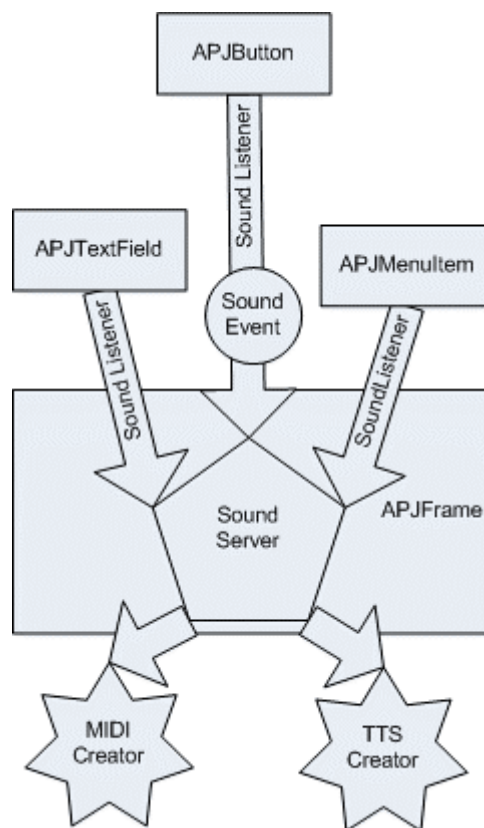 APJButton
Sound Listener
APJTextField
APJMenuItem
Sound
Event
Sound Listener
SoundListener
Sound
Server
APJFrame
MIDI
Creator
TTS
Creator